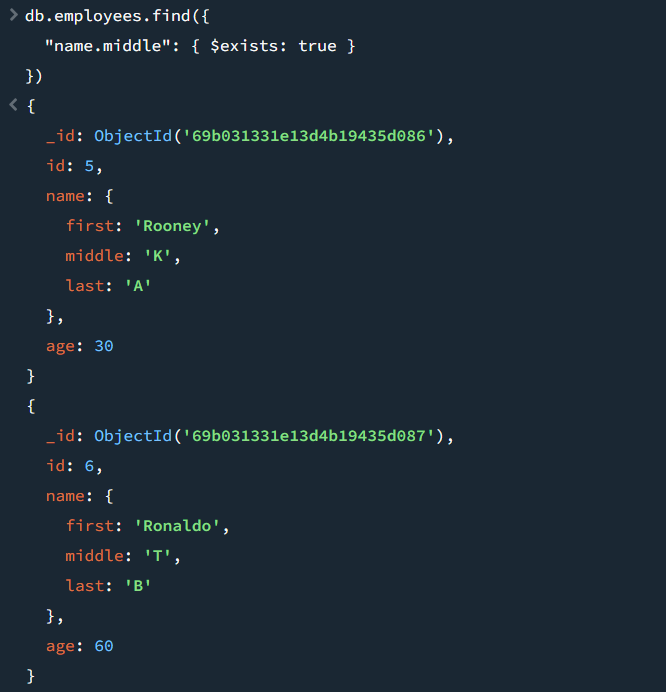 db.employees.find({
  "name.middle": { $exists: true }
})
{
  _id: ObjectId('69b031331e13d4b19435d086'),
  id: 5,
  name: {
    first: 'Rooney',
    middle: 'K',
    last: 'A'
  },
  age: 30
}
{
  _id: ObjectId('69b031331e13d4b19435d087'),
  id: 6,
  name: {
    first: 'Ronaldo',
    middle: 'T',
    last: 'B'
  },
  age: 60
}